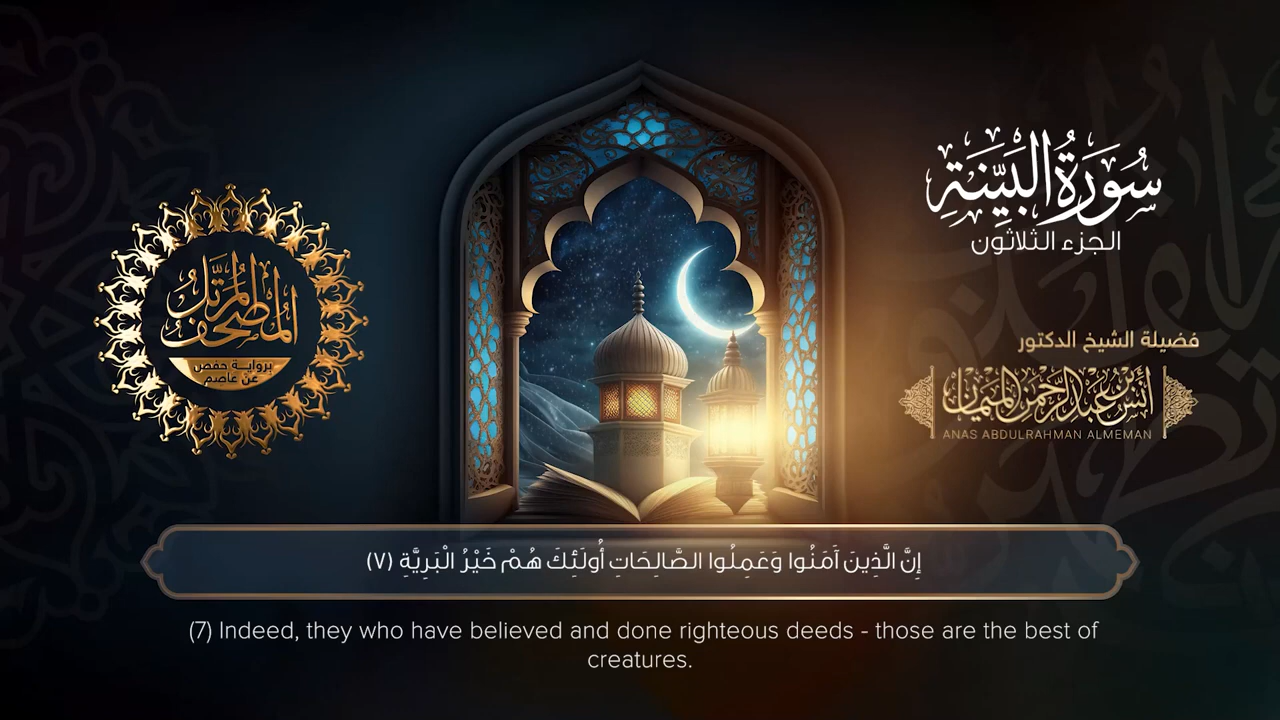 سُورَةُ البَيِّنَةِ
الجزء الثلاثون
المصحف المرتل
برواية حفص
عن عاصم
فضيلة الشيخ الدكتور
أنس بن عبدالرحمن الميمان
ANAS ABDULRAHMAN ALMEMAN
إِنَّ الَّذِينَ آمَنُوا وَعَمِلُوا الصَّالِحَاتِ أُولَئِكَ هُمْ خَيْرُ الْبَرِيَّةِ (٧)
(7) Indeed, they who have believed and done righteous deeds - those are the best of
creatures.